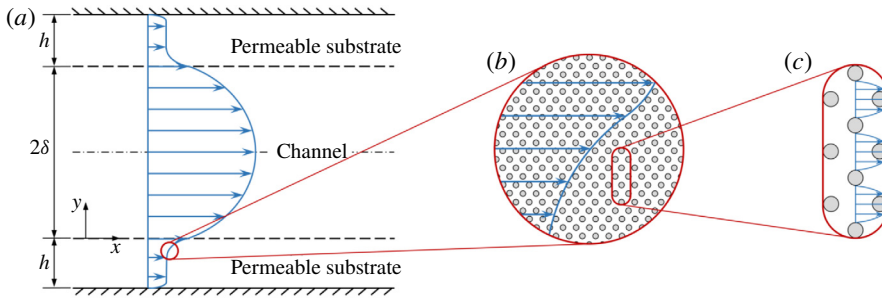 (a)
h
Permeable substrate
(b)
(c)
2δ
Channel
y
x
h
Permeable substrate